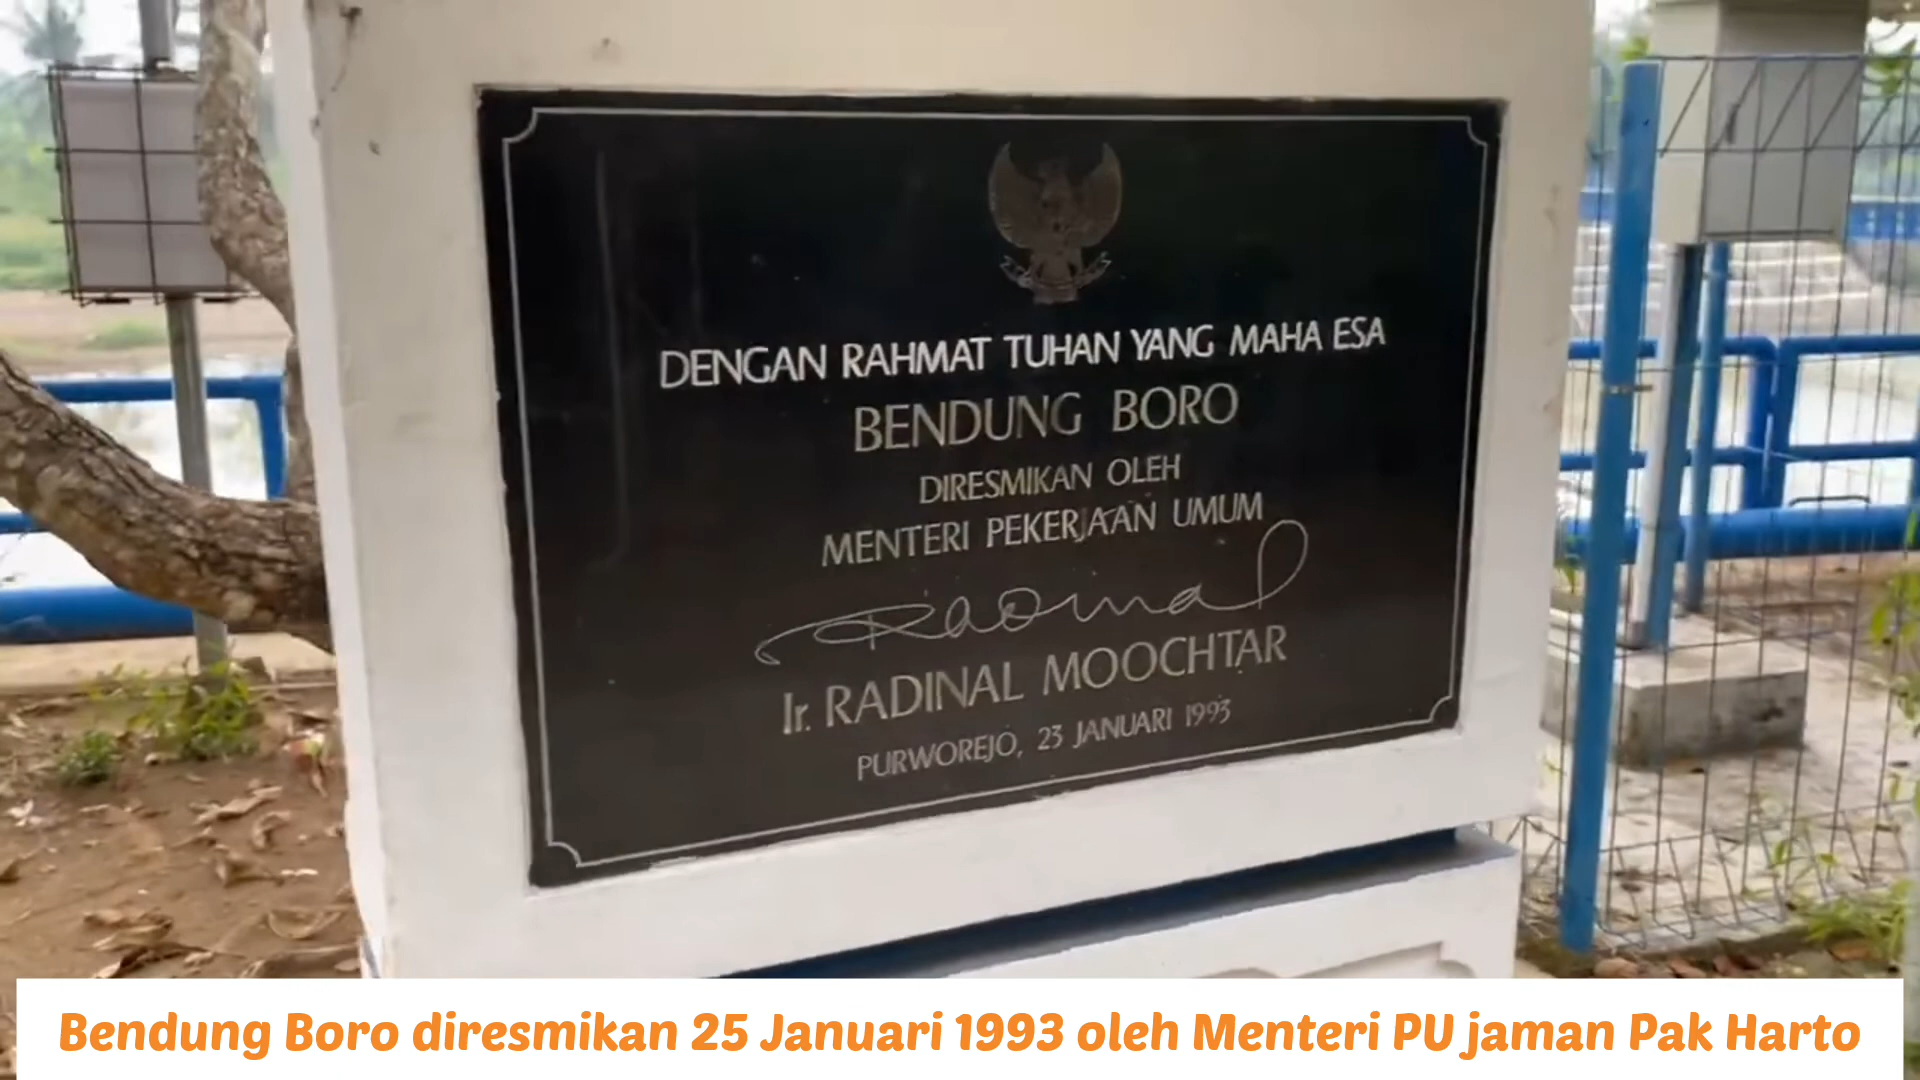 DENGAN RAHMAT TUHAN YANG MAHA ESA
BENDUNG BORO
DIRESMIKAN OLEH
MENTERI PEKERJAAN UMUM
Ir. RADINAL MOOCHTAR
PURWOREJO, 23 JANUARI 1993
Bendung Boro diresmikan 25 Januari 1993 oleh Menteri PU jaman Pak Harto